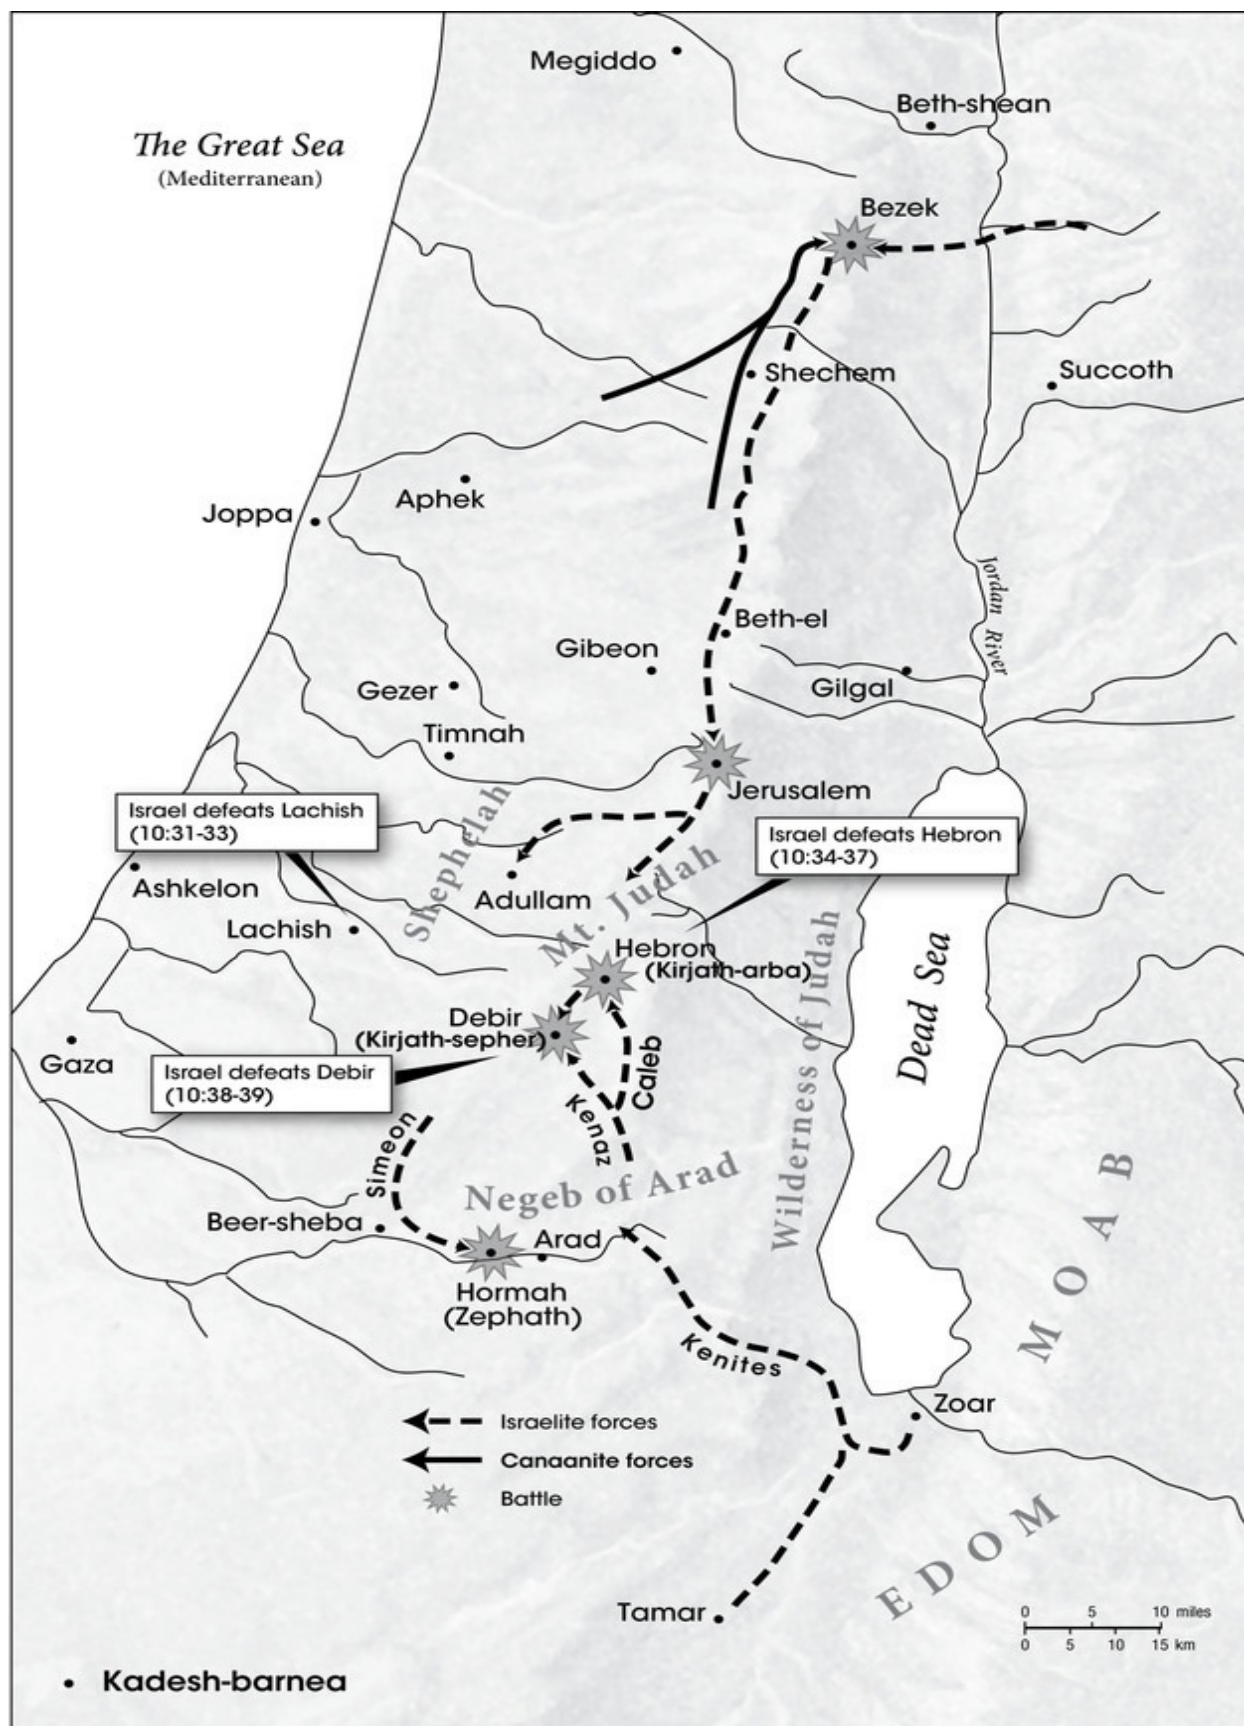 Megiddo
Beth-shean
The Great Sea
(Mediterranean)
Bezek
Shechem
Succoth
Aphek
Joppa
Jordan River
Beth-el
Gibeon
Gilgal
Gezer
Timnah
Jerusalem
Israel defeats Lachish
(10:31-33)
Shephelah
Israel defeats Hebron
(10:34-37)
Ashkelon
Adullam
Mt. Judah
Lachish
Hebron
(Kirjath-arba)
Wilderness of Judah
Dead Sea
Debir
(Kirjath-sepher)
Gaza
Israel defeats Debir
(10:38-39)
Caleb
Kenaz
Simeon
Negeb of Arad
MOAB
Beer-sheba
Arad
Hormah
(Zephath)
Kenites
Zoar
Israelite forces
Canaanite forces
Battle
EDOM
Tamar
0 5 10 miles
0 5 10 15 km
Kadesh-barnea